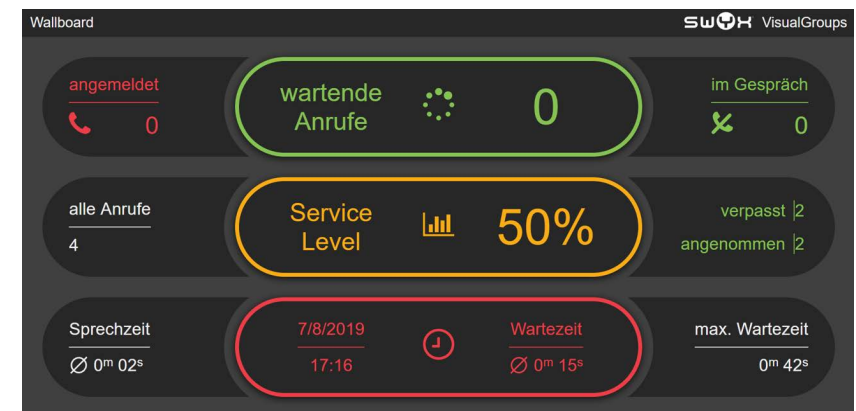 Wallboard
SWYX VisualGroups
angemeldet
0
wartende
Anrufe
0
im Gespräch
0
alle Anrufe
4
Service
Level
50%
verpasst |2
angenommen |2
Sprechzeit
Ø 0m 02s
7/8/2019
17:16
Wartezeit
Ø 0m 15s
max. Wartezeit
0m 42s